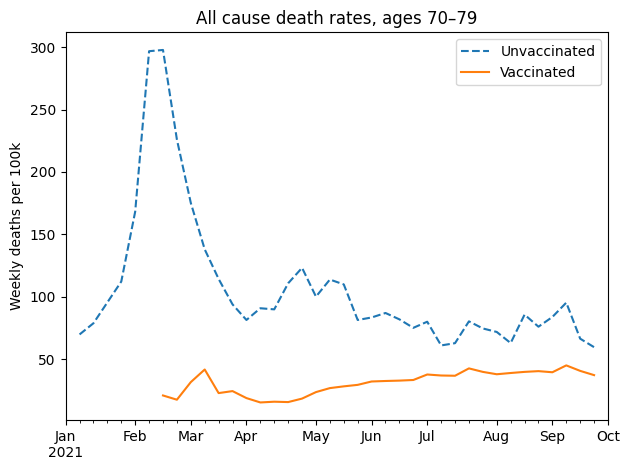 All cause death rates, ages 70–79
Unvaccinated
Vaccinated
Weekly deaths per 100k
300
250
200
150
100
50
Jan Feb Mar Apr May Jun Jul Aug Sep Oct
2021